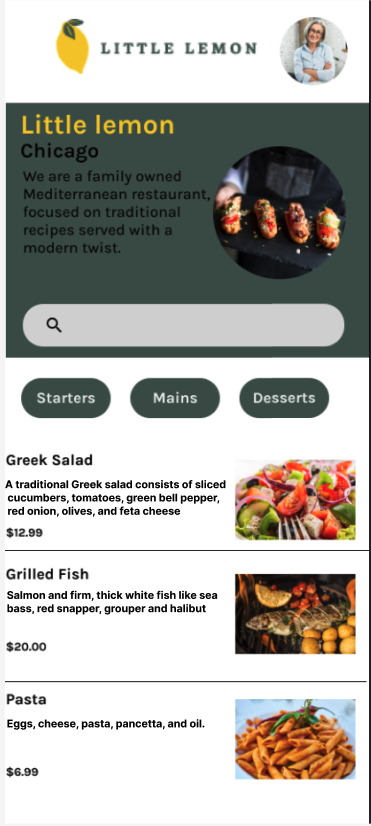 LITTLE LEMON
Little lemon
Chicago
We are a family owned
Mediterranean restaurant,
focused on traditional
recipes served with a
modern twist.
Starters
Mains
Desserts
Greek Salad
A traditional Greek salad consists of sliced
cucumbers, tomatoes, green bell pepper,
red onion, olives, and feta cheese
$12.99
Grilled Fish
Salmon and firm, thick white fish like sea
bass, red snapper, grouper and halibut
$20.00
Pasta
Eggs, cheese, pasta, pancetta, and oil.
$6.99